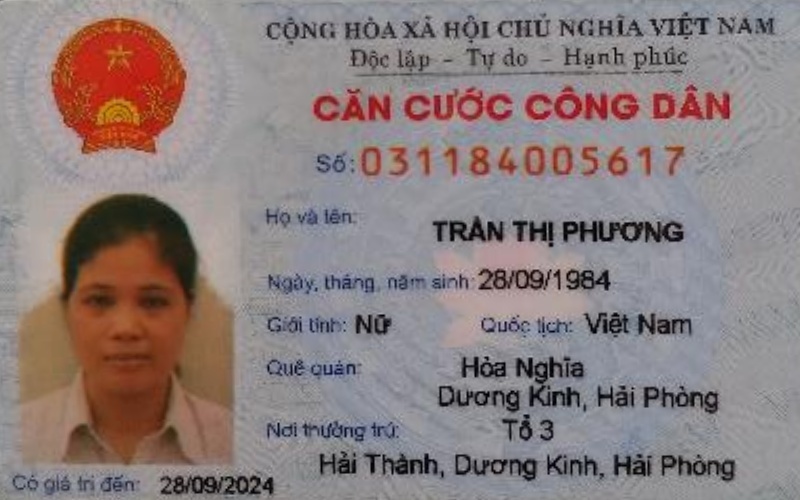 CỘNG HÒA XÃ HỘI CHỦ NGHĨA VIỆT NAM
Độc lập - Tự do - Hạnh phúc
CĂN CƯỚC CÔNG DÂN
Số: 031184005617
Họ và tên:
TRẦN THỊ PHƯƠNG
Ngày, tháng, năm sinh: 28/09/1984
Giới tính: Nữ Quốc tịch: Việt Nam
Quê quán: Hòa Nghĩa
Dương Kinh, Hải Phòng
Nơi thường trú: Tổ 3
Hải Thành, Dương Kinh, Hải Phòng
Có giá trị đến: 28/09/2024